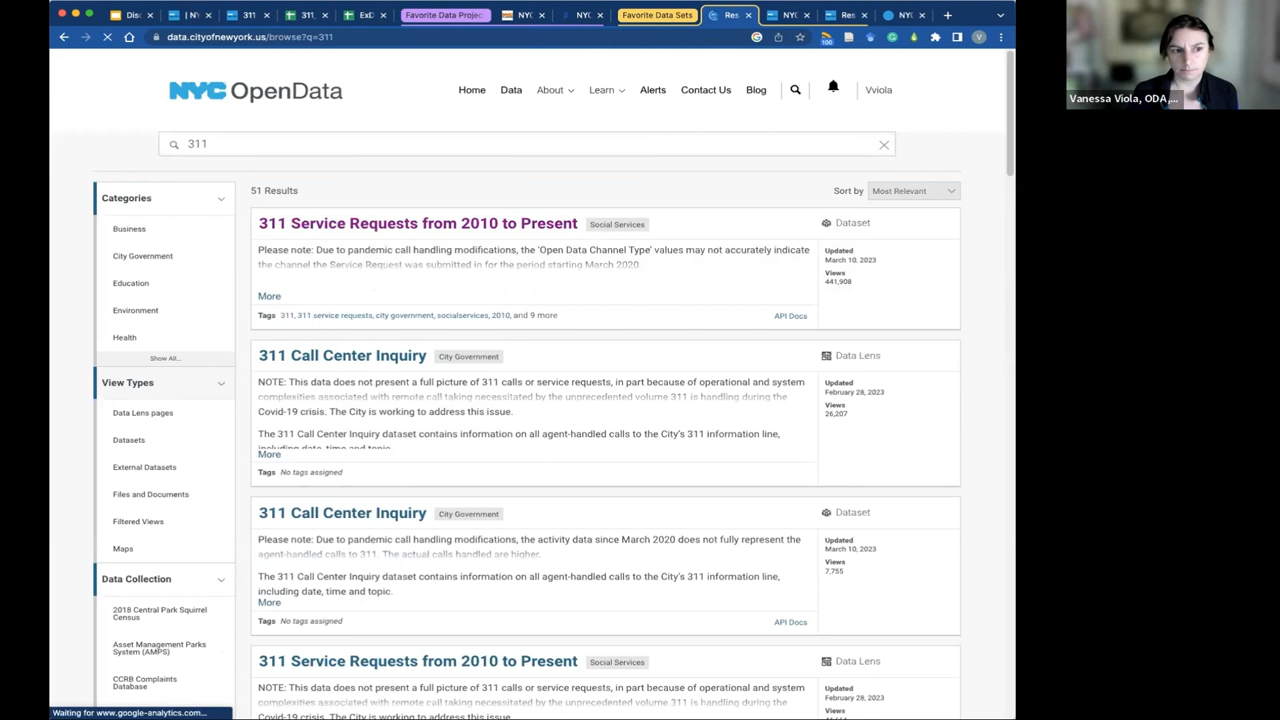 Disc
N
311
311,
ExD
Favorite Data Projec
NYC
NYC
Favorite Data Sets
Res
NYC
Res
NYC
data.cityofnewyork.us/browse?q=311
100
V
Vanessa Viola, ODA,...
NYC OpenData
Home Data About Learn Alerts Contact Us Blog Vviola
311
Categories
Business
City Government
Education
Environment
Health
Show All...
View Types
Data Lens pages
Datasets
External Datasets
Files and Documents
Filtered Views
Maps
Data Collection
2018 Central Park Squirrel
Census
Asset Management Parks
System (AMPS)
CCRB Complaints
Database
51 Results
Sort by Most Relevant
311 Service Requests from 2010 to Present Social Services
Dataset
Please note: Due to pandemic call handling modifications, the 'Open Data Channel Type' values may not accurately indicate
the channel the Service Request was submitted in for the period starting March 2020
More
Tags 311, 311 service requests, city government, socialservices, 2010, and 9 more
Updated
March 10, 2023
Views
441,908
API Docs
311 Call Center Inquiry City Government
Data Lens
NOTE: This data does not present a full picture of 311 calls or service requests, in part because of operational and system
complexities associated with remote call taking necessitated by the unprecedented volume 311 is handling during the
Covid-19 crisis. The City is working to address this issue.
The 311 Call Center Inquiry dataset contains information on all agent-handled calls to the City's 311 information line,
including date, time and topic.
More
Tags No tags assigned
Updated
February 28, 2023
Views
26,207
311 Call Center Inquiry City Government
Dataset
Please note: Due to pandemic call handling modifications, the activity data since March 2020 does not fully represent the
agent-handled calls to 311. The actual calls handled are higher.
The 311 Call Center Inquiry dataset contains information on all agent-handled calls to the City's 311 information line,
including date, time and topic.
More
Tags No tags assigned
Updated
March 10, 2023
Views
7,755
API Docs
311 Service Requests from 2010 to Present Social Services
Data Lens
NOTE: This data does not present a full picture of 311 calls or service requests, in part because of operational and system
complexities associated with remote call taking necessitated by the unprecedented volume 311 is handling during the
Updated
February 28, 2023
Views
Waiting for www.google-analytics.com...